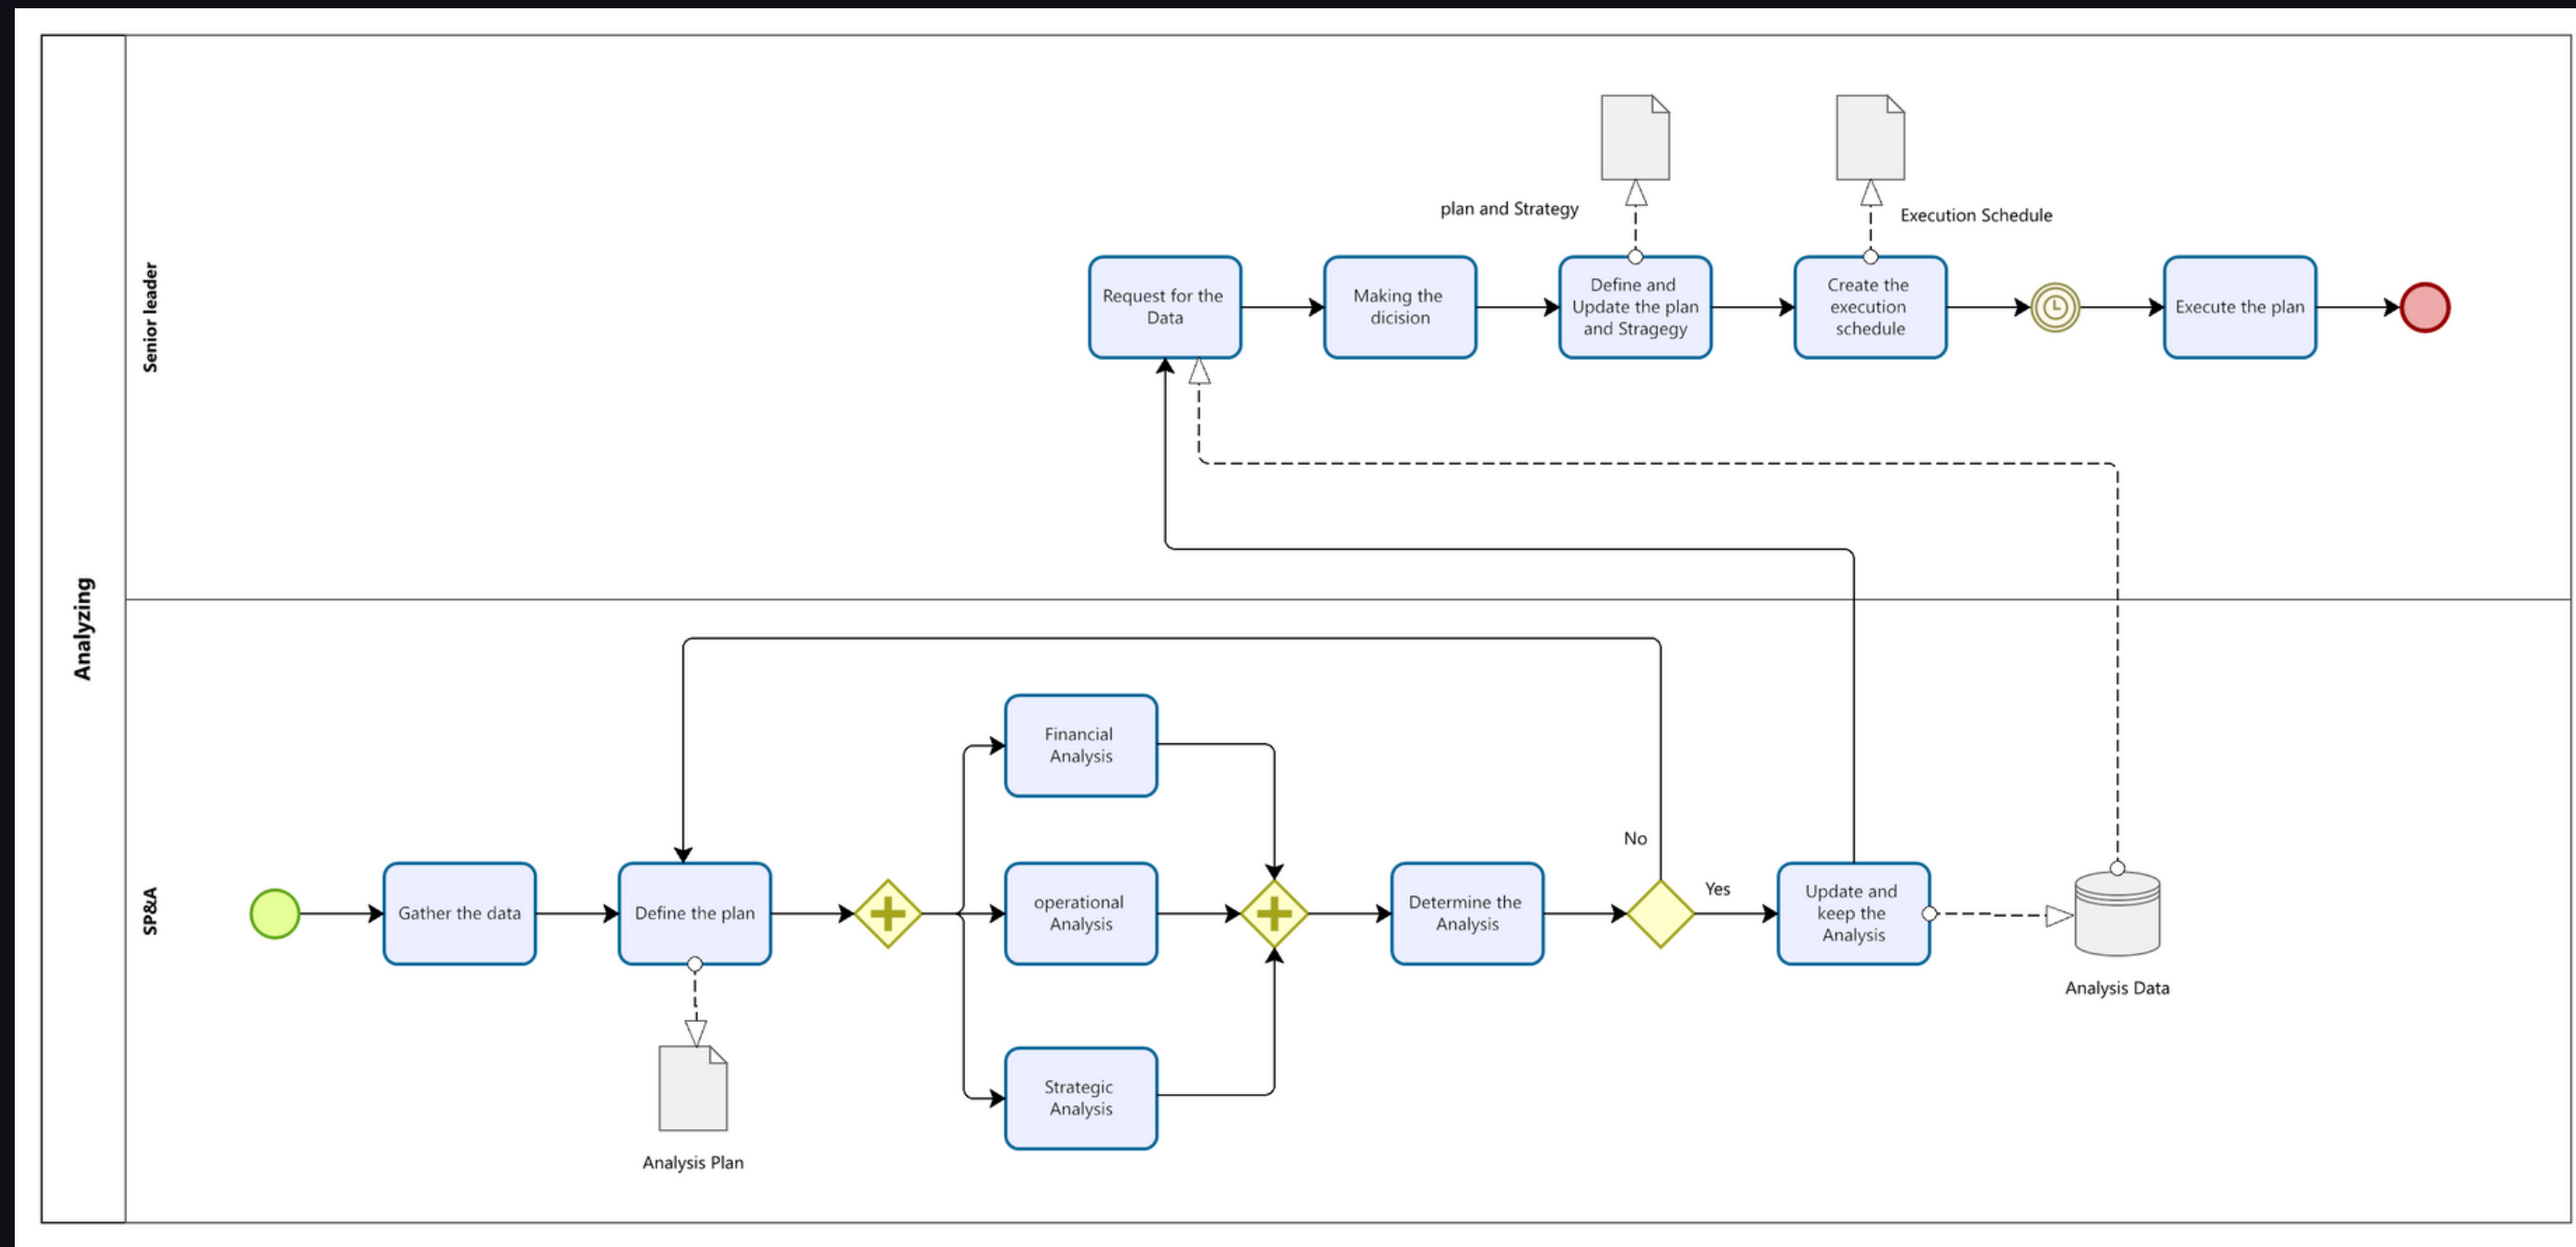 Analyzing
Senior leader
plan and Strategy
Execution Schedule
Request for the
Data
Making the
dicision
Define and
Update the plan
and Stragegy
Create the
execution
schedule
Execute the plan
SP&A
Financial
Analysis
No
Yes
Gather the data
Define the plan
operational
Analysis
Determine the
Analysis
Update and
keep the
Analysis
Analysis Data
Strategic
Analysis
Analysis Plan